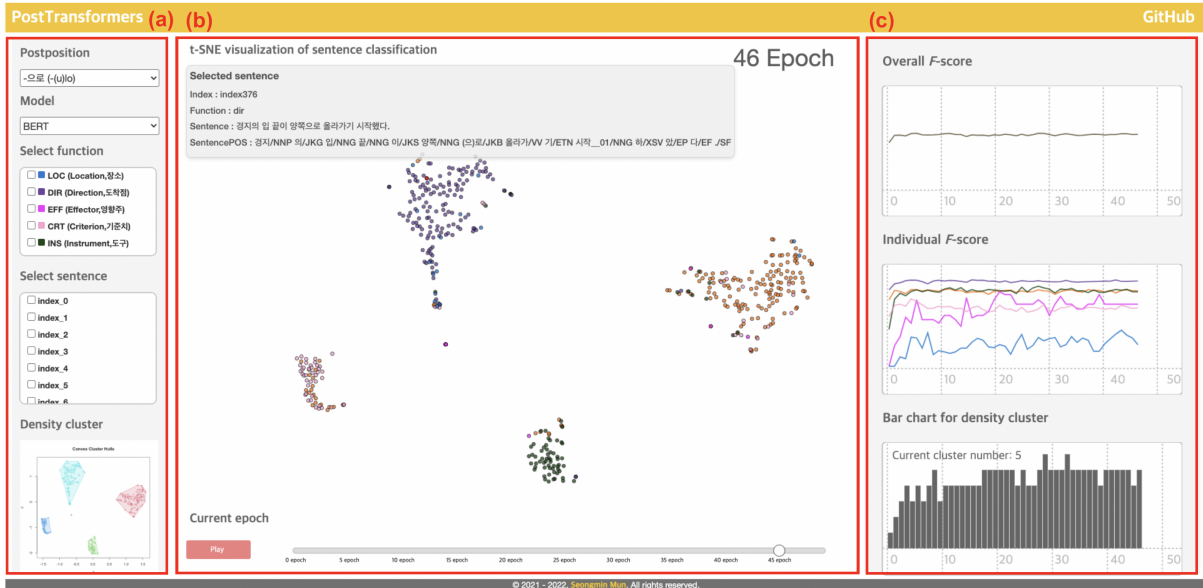 PostTransformers (a) (b) (c) GitHub
Postposition
-으로 (-(u)lo)
Model
BERT
Select function
LOC (Location,장소)
DIR (Direction,도착점)
EFF (Effector,영향주)
CRT (Criterion,기준치)
INS (Instrument,도구)
Select sentence
index_0
index_1
index_2
index_3
index_4
index_5
index_6
Density cluster
Convex Cluster Hulls
t-SNE visualization of sentence classification
46 Epoch
Selected sentence
Index : index376
Function : dir
Sentence : 경지의 입 끝이 양쪽으로 올라가기 시작했다.
SentencePOS : 경지/NNP 의/JKG 입/NNG 끝/NNG 이/JKS 양쪽/NNG (으)로/JKB 올라가/VV 기/ETN 시작__01/NNG 하/XSV 았/EP 다/EF ./SF
Current epoch
Play
0 epoch 5 epoch 10 epoch 15 epoch 20 epoch 25 epoch 30 epoch 35 epoch 40 epoch 45 epoch
Overall F-score
0 10 20 30 40 50
Individual F-score
0 10 20 30 40 50
Bar chart for density cluster
Current cluster number: 5
0 10 20 30 40 50
© 2021 - 2022. Seongmin Mun. All rights reserved.